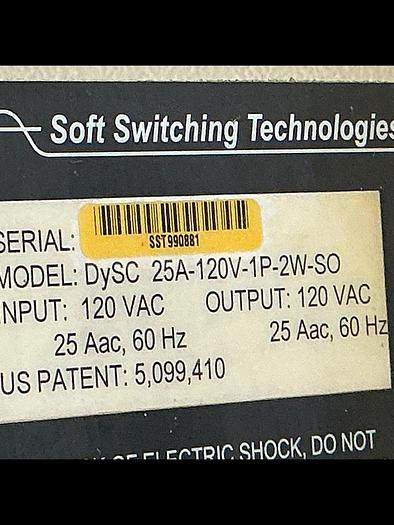 Soft Switching Technologies
SERIAL: SST990881
MODEL: DySC 25A-120V-1P-2W-SO
INPUT: 120 VAC OUTPUT: 120 VAC
25 Aac, 60 Hz 25 Aac, 60 Hz
US PATENT: 5,099,410
OF ELECTRIC SHOCK, DO NOT